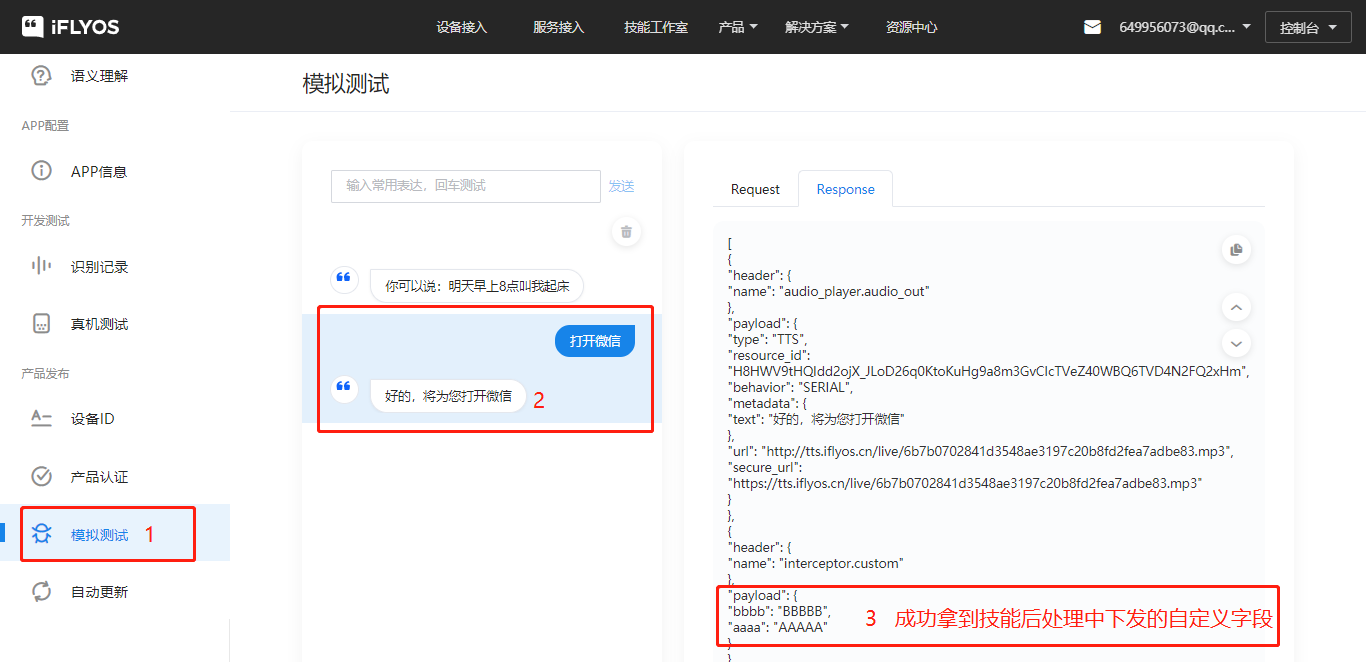 iFLYOS
设备接入
服务接入
技能工作室
产品
解决方案
资源中心
649956073@qq.c...
控制台
语义理解
APP配置
APP信息
开发测试
识别记录
真机测试
产品发布
设备ID
产品认证
模拟测试 1
自动更新
模拟测试
输入常用表达，回车测试
发送
你可以说：明天早上8点叫我起床
打开微信
好的，将为您打开微信 2
Request
Response
[
{
"header": {
"name": "audio_player.audio_out"
},
"payload": {
"type": "TTS",
"resource_id":
"H8HWV9tHQIdd2ojX_JLoD26q0KtoKuHg9a8m3GvCIcTVeZ40WBQ6TVD4N2FQ2xHm",
"behavior": "SERIAL",
"metadata": {
"text": "好的，将为您打开微信"
},
"url": "http://tts.iflyos.cn/live/6b7b0702841d3548ae3197c20b8fd2fea7adbe83.mp3",
"secure_url":
"https://tts.iflyos.cn/live/6b7b0702841d3548ae3197c20b8fd2fea7adbe83.mp3"
}
},
{
"header": {
"name": "interceptor.custom"
},
"payload": {
"bbbb": "BBBBB",
"aaaa": "AAAAA"
}
}
3 成功拿到技能后处理中下发的自定义字段